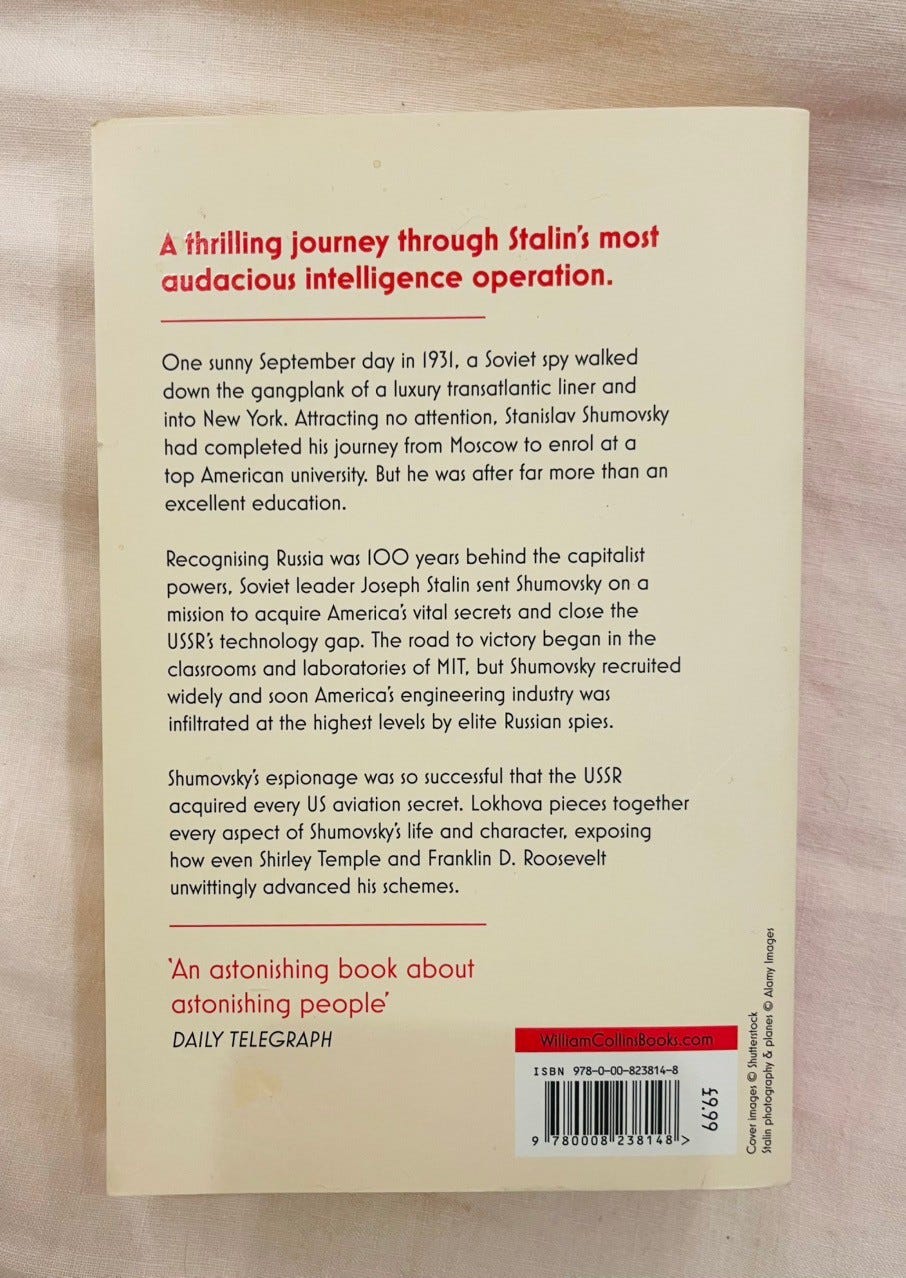 A thrilling journey through Stalin's most
audacious intelligence operation.
One sunny September day in 1931, a Soviet spy walked
down the gangplank of a luxury transatlantic liner and
into New York. Attracting no attention, Stanislav Shumovsky
had completed his journey from Moscow to enrol at a
top American university. But he was after far more than an
excellent education.
Recognising Russia was 100 years behind the capitalist
powers, Soviet leader Joseph Stalin sent Shumovsky on a
mission to acquire America's vital secrets and close the
USSR's technology gap. The road to victory began in the
classrooms and laboratories of MIT, but Shumovsky recruited
widely and soon America's engineering industry was
infiltrated at the highest levels by elite Russian spies.
Shumovsky's espionage was so successful that the USSR
acquired every US aviation secret. Lokhova pieces together
every aspect of Shumovsky's life and character, exposing
how even Shirley Temple and Franklin D. Roosevelt
unwittingly advanced his schemes.
'An astonishing book about
astonishing people'
DAILY TELEGRAPH
WilliamCollinsBooks.com
ISBN 978-0-00-823814-8
9 780008 238148 >
£9.99
Cover images © Shutterstock
Stalin photography & planes © Alamy Images